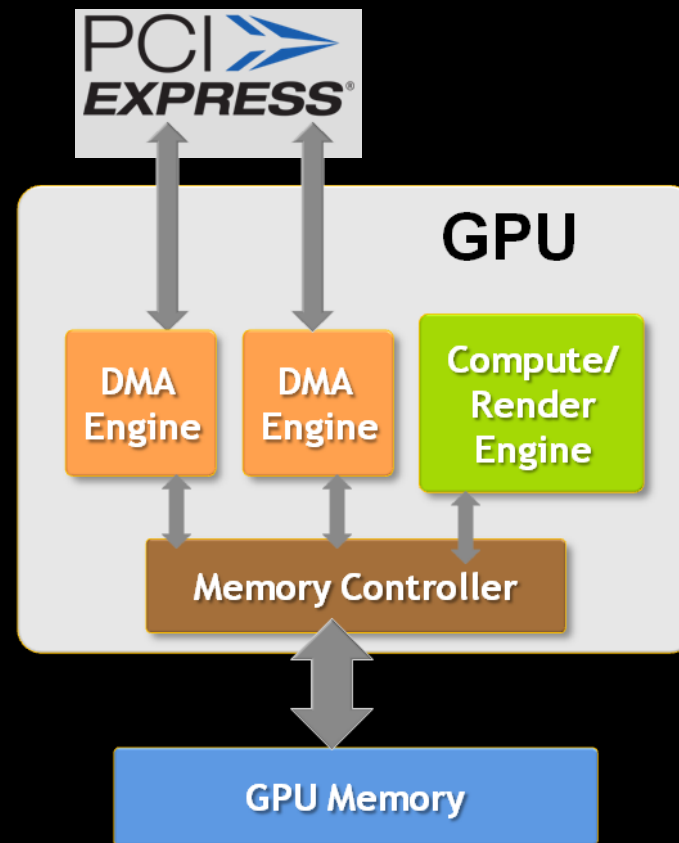 PCI
EXPRESS®
GPU
DMA
Engine
DMA
Engine
Compute/
Render
Engine
Memory Controller
GPU Memory